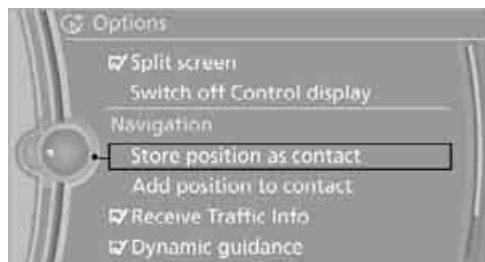 Options
Split screen
Switch off Control display
Navigation
Store position as contact
Add position to contact
Receive Traffic Info
Dynamic guidance